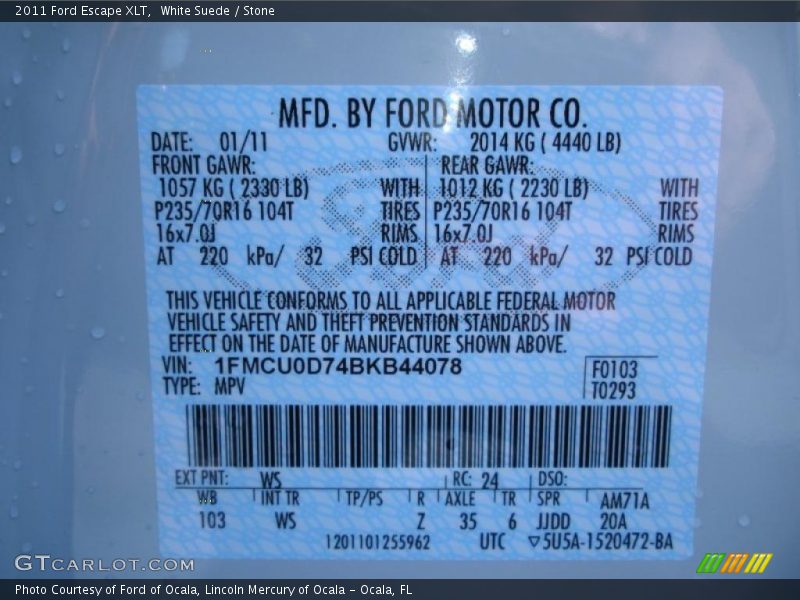 2011 Ford Escape XLT,  White Suede / Stone
MFD. BY FORD MOTOR CO.
DATE: 01/11 GVWR: 2014 KG ( 4440 LB)
FRONT GAWR: REAR GAWR:
1057 KG ( 2330 LB) WITH 1012 KG ( 2230 LB) WITH
P235/70R16 104T TIRES P235/70R16 104T TIRES
16x7.0J RIMS 16x7.0J RIMS
AT 220 kPa/ 32 PSI COLD AT 220 kPa/ 32 PSI COLD
THIS VEHICLE CONFORMS TO ALL APPLICABLE FEDERAL MOTOR
VEHICLE SAFETY AND THEFT PREVENTION STANDARDS IN
EFFECT ON THE DATE OF MANUFACTURE SHOWN ABOVE.
VIN: 1FMCU0D74BKB44078 F0103
TYPE: MPV T0293
EXT PNT: WS RC: 24 DSO:
WB INT TR TP/PS R AXLE TR SPR AM71A
103 WS Z 35 6 JJDD 20A
1201101255962 UTC ▽5U5A-1520472-BA
GTCARLOT.COM
Photo Courtesy of Ford of Ocala, Lincoln Mercury of Ocala – Ocala, FL